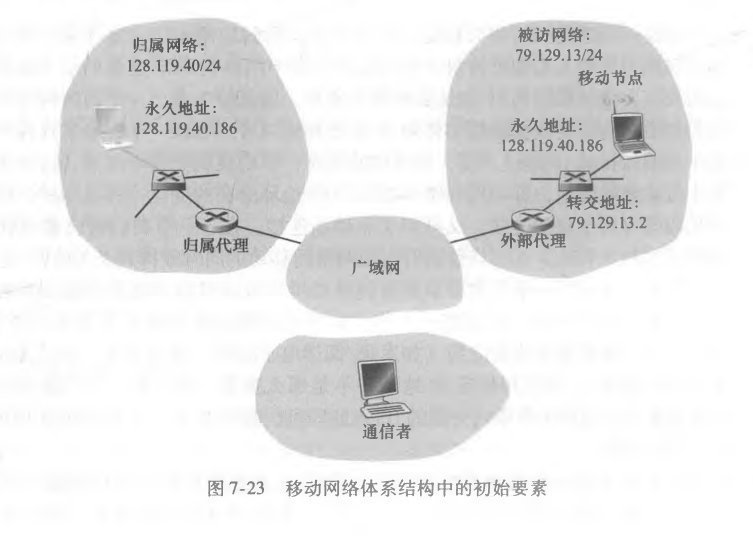 归属网络：
128.119.40/24
永久地址：
128.119.40.186
归属代理
被访网络：
79.129.13/24
移动节点
永久地址：
128.119.40.186
转交地址：
79.129.13.2
外部代理
广域网
通信者
图 7-23 移动网络体系结构中的初始要素